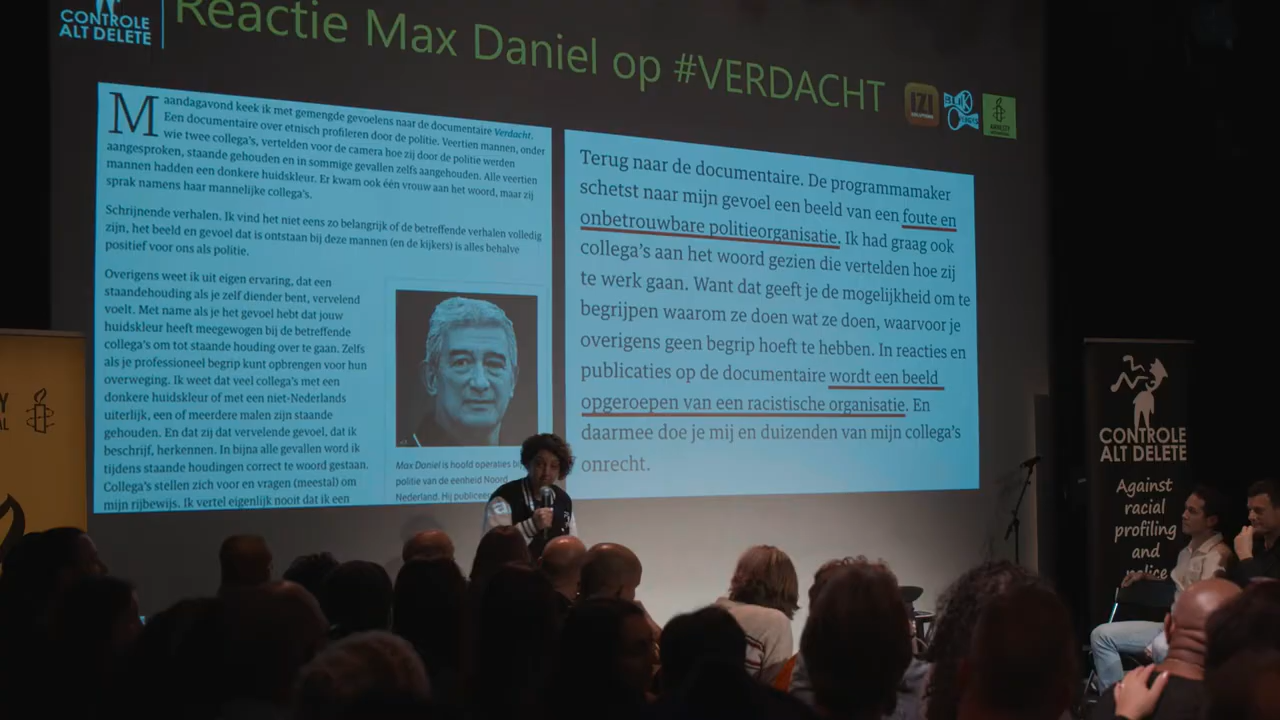 CONTROLE
ALT DELETE
Reactie Max Daniel op #VERDACHT
IZI
SOLUTIONS
Maandagavond keek ik met gemengde gevoelens naar de documentaire Verdacht.
Een documentaire over etnisch profileren door de politie. Veertien mannen, onder
wie twee collega's, vertelden voor de camera hoe zij door de politie werden
aangesproken, staande gehouden en in sommige gevallen zelfs aangehouden. Alle veertien
mannen hadden een donkere huidskleur. Er kwam ook één vrouw aan het woord, maar zij
sprak namens haar mannelijke collega's.
Schrijnende verhalen. Ik vind het niet eens zo belangrijk of de betreffende verhalen volledig
zijn, het beeld en gevoel dat is ontstaan bij deze mannen (en de kijkers) is alles behalve
positief voor ons als politie.
Overigens weet ik uit eigen ervaring, dat een
staandehouding als je zelf diender bent, vervelend
voelt. Met name als je het gevoel hebt dat jouw
huidskleur heeft meegewogen bij de betreffende
collega's om tot staande houding over te gaan. Zelfs
als je professioneel begrip kunt opbrengen voor hun
overweging. Ik weet dat veel collega's met een
donkere huidskleur of met een niet-Nederlands
uiterlijk, een of meerdere malen zijn staande
gehouden. En dat zij dat vervelende gevoel, dat ik
beschrijf, herkennen. In bijna alle gevallen word ik
tijdens staande houdingen correct te woord gestaan.
Collega's stellen zich voor en vragen (meestal) om
mijn rijbewijs. Ik vertel eigenlijk nooit dat ik een
Max Daniel is hoofd operaties bij
politie van de eenheid Noord
Nederland. Hij publiceer
Terug naar de documentaire. De programmamaker
schetst naar mijn gevoel een beeld van een foute en
onbetrouwbare politieorganisatie. Ik had graag ook
collega's aan het woord gezien die vertelden hoe zij
te werk gaan. Want dat geeft je de mogelijkheid om te
begrijpen waarom ze doen wat ze doen, waarvoor je
overigens geen begrip hoeft te hebben. In reacties en
publicaties op de documentaire wordt een beeld
opgeroepen van een racistische organisatie. En
daarmee doe je mij en duizenden van mijn collega's
onrecht.
CONTROLE
ALT DELETE
Against
racial
profiling
and
police